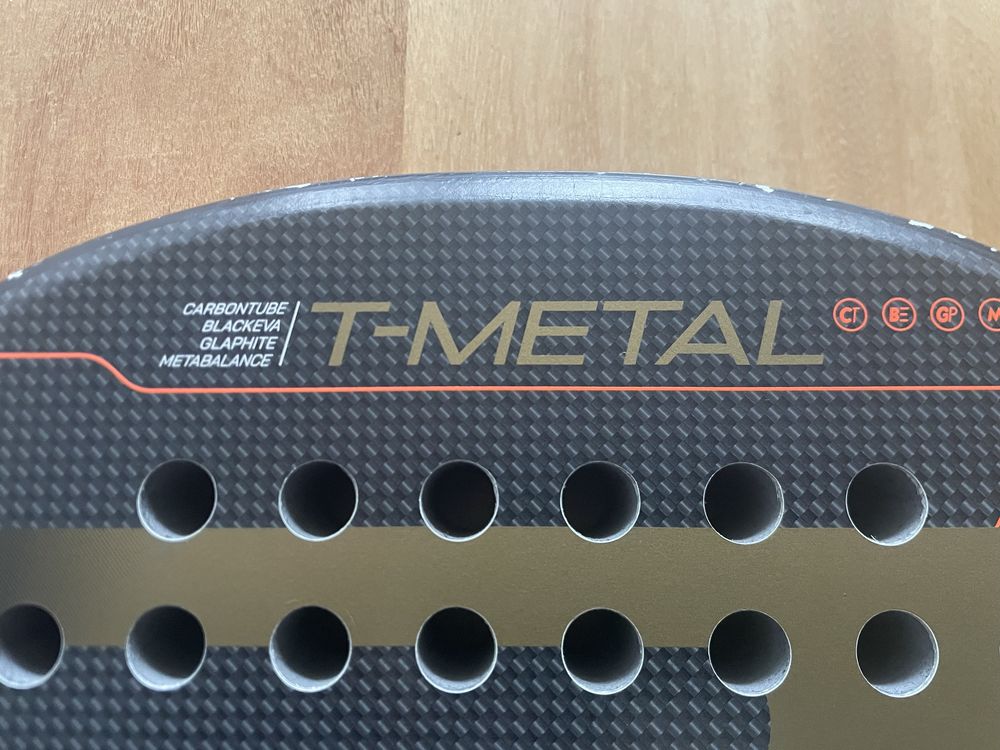 CARBONTUBE
BLACKEVA
GLAPHITE
METABALANCE
T-METAL
CT BE GP M